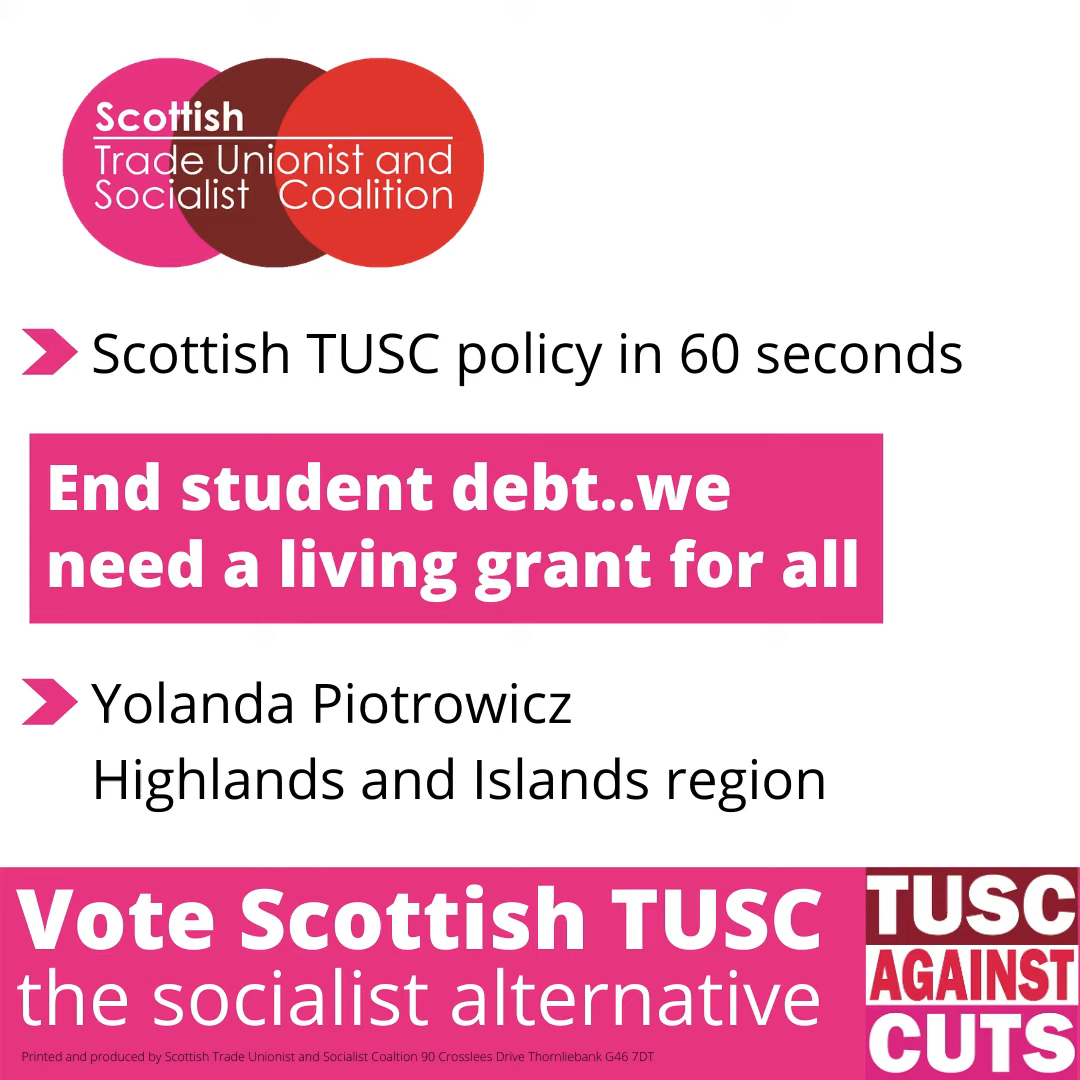 Scottish
Trade Unionist and
Socialist Coalition
Scottish TUSC policy in 60 seconds
End student debt..we
need a living grant for all
Yolanda Piotrowicz
Highlands and Islands region
Vote Scottish TUSC
the socialist alternative
Printed and produced by Scottish Trade Unionist and Socialist Coaltion 90 Crosslees Drive Thornliebank G46 7DT
TUSC
AGAINST
CUTS